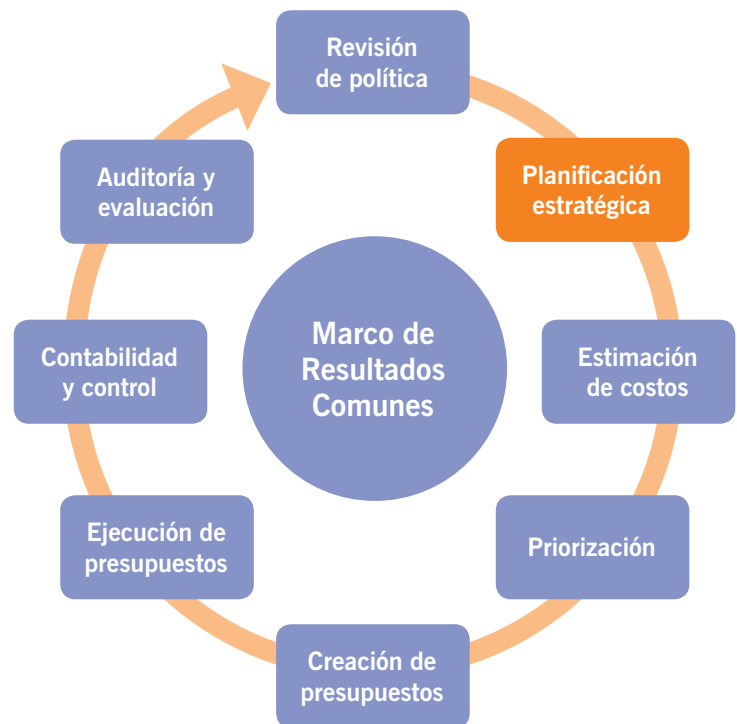 Revisión
de política
Planificación
estratégica
Estimación
de costos
Priorización
Creación de
presupuestos
Ejecución de
presupuestos
Contabilidad
y control
Auditoría y
evaluación
Marco de
Resultados
Comunes